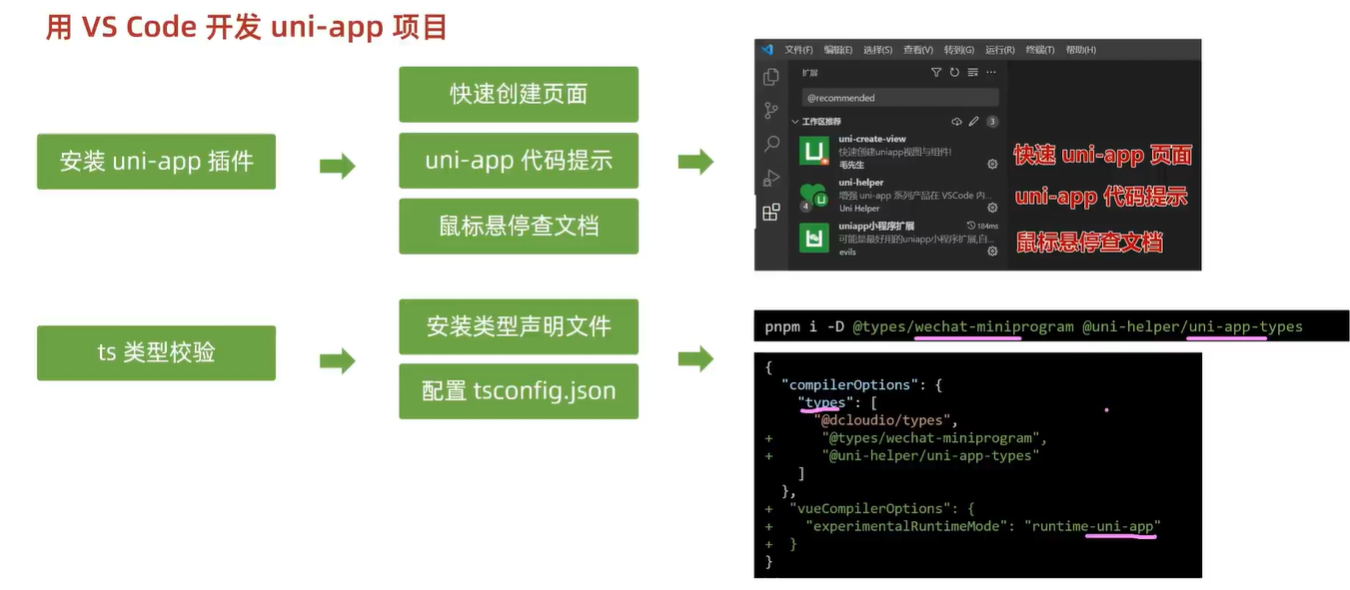 用 VS Code 开发 uni-app 项目
安装 uni-app 插件
快速创建页面
uni-app 代码提示
鼠标悬停查文档
文件(F) 编辑(E) 选择(S) 查看(V) 转到(G) 运行(R) 终端(T) 帮助(H)
扩展
@recommended
工作区推荐
3
uni-create-view
快速创建uniapp视图与组件!
毛先生
uni-helper
增强 uni-app 系列产品在 VSCode 内...
4
Uni Helper
uniapp小程序扩展
184ms
可能是最好用的uniapp小程序扩展,自...
evils
快速 uni-app 页面
uni-app 代码提示
鼠标悬停查文档
ts 类型校验
安装类型声明文件
配置 tsconfig.json
pnpm i -D @types/wechat-miniprogram @uni-helper/uni-app-types
{
"compilerOptions": {
"types": [
"@dcloudio/types",
+ "@types/wechat-miniprogram",
+ "@uni-helper/uni-app-types"
]
},
+ "vueCompilerOptions": {
+ "experimentalRuntimeMode": "runtime-uni-app"
+ }
}